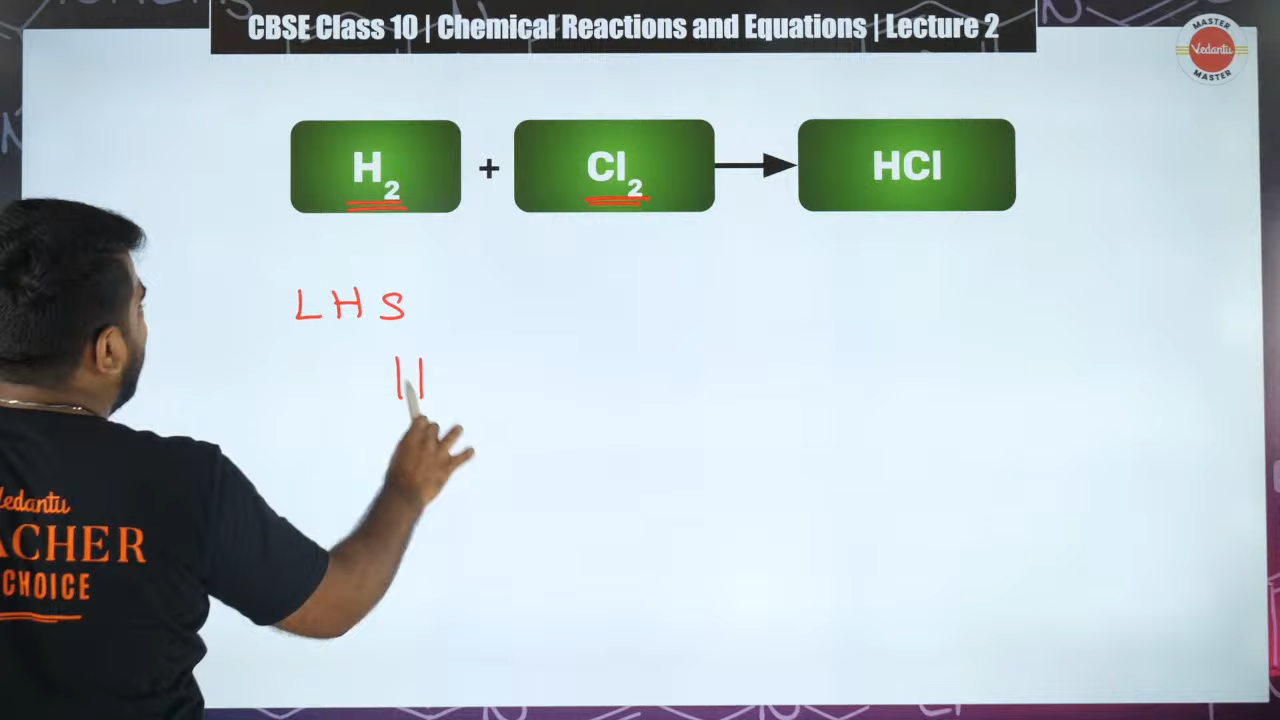 CBSE Class 10 | Chemical Reactions and Equations | Lecture 2
MASTER
Vedantu
MASTER
H₂ + Cl₂ → HCl
LHS
Vedantu
ACHER
CHOICE